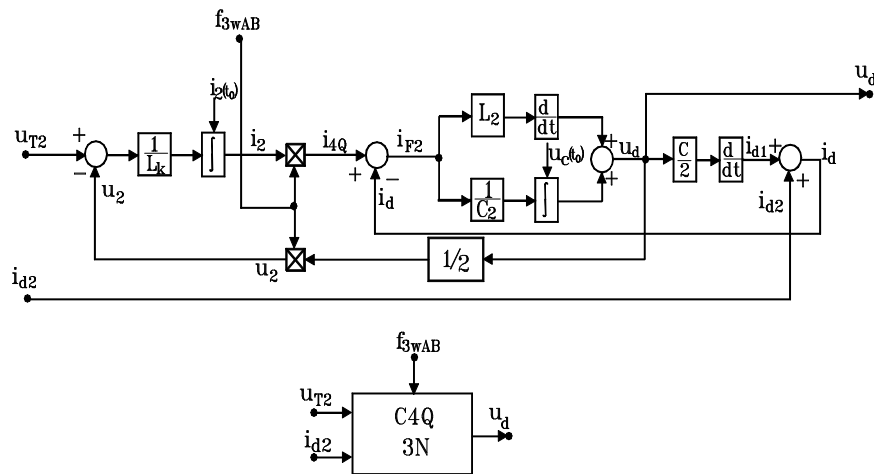 f3wAB
ud
i2(t0)
uT2
+
−
1
Lk
∫
i2
i4Q
+
−
iF2
id
L2
d
dt
1
C2
uC(t0)
∫
+
+
ud
C
2
d
dt
id1
+
id2
+
id
u2
u2
1/2
id2
f3wAB
uT2
id2
C4Q
3N
ud